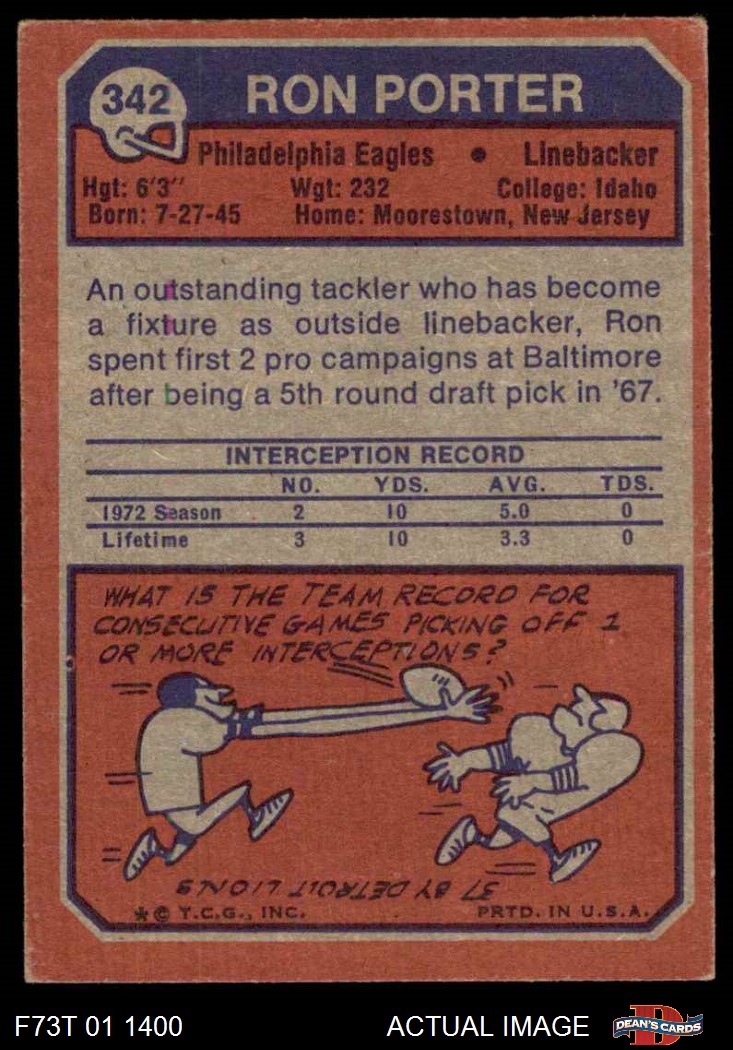 342
RON PORTER
Philadelphia Eagles • Linebacker
Hgt: 6'3" Wgt: 232 College: Idaho
Born: 7-27-45 Home: Moorestown, New Jersey
An outstanding tackler who has become
a fixture as outside linebacker, Ron
spent first 2 pro campaigns at Baltimore
after being a 5th round draft pick in '67.
INTERCEPTION RECORD
NO. YDS. AVG. TDS.
1972 Season 2 10 5.0 0
Lifetime 3 10 3.3 0
WHAT IS THE TEAM RECORD FOR
CONSECUTIVE GAMES PICKING OFF 1
OR MORE INTERCEPTIONS?
37 BY DETROIT LIONS
*© T.C.G., INC. PRTD. IN U.S.A.
F73T 01 1400 ACTUAL IMAGE D DEAN'S CARDS